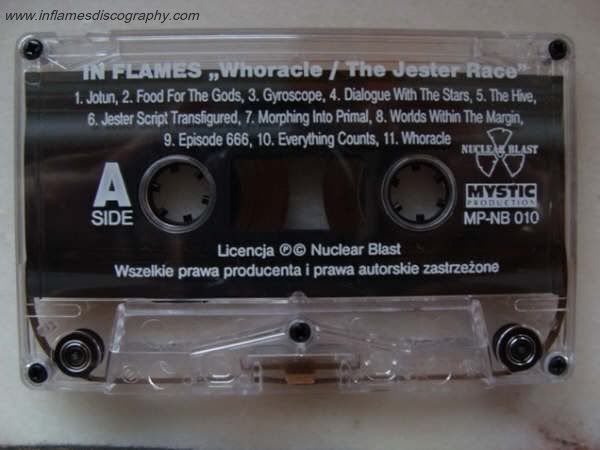 www.inflamesdiscography.com
IN FLAMES „Whoracle / The Jester Race”
1. Jotun, 2. Food For The Gods, 3. Gyroscope, 4. Dialogue With The Stars, 5. The Hive,
6. Jester Script Transfigured, 7. Morphing Into Primal, 8. Worlds Within The Margin,
9. Episode 666, 10. Everything Counts, 11. Whoracle
NUCLEAR BLAST
A
SIDE
MYSTIC
PRODUCTION
MP-NB 010
Licencja ℗© Nuclear Blast
Wszelkie prawa producenta i prawa autorskie zastrzeżone